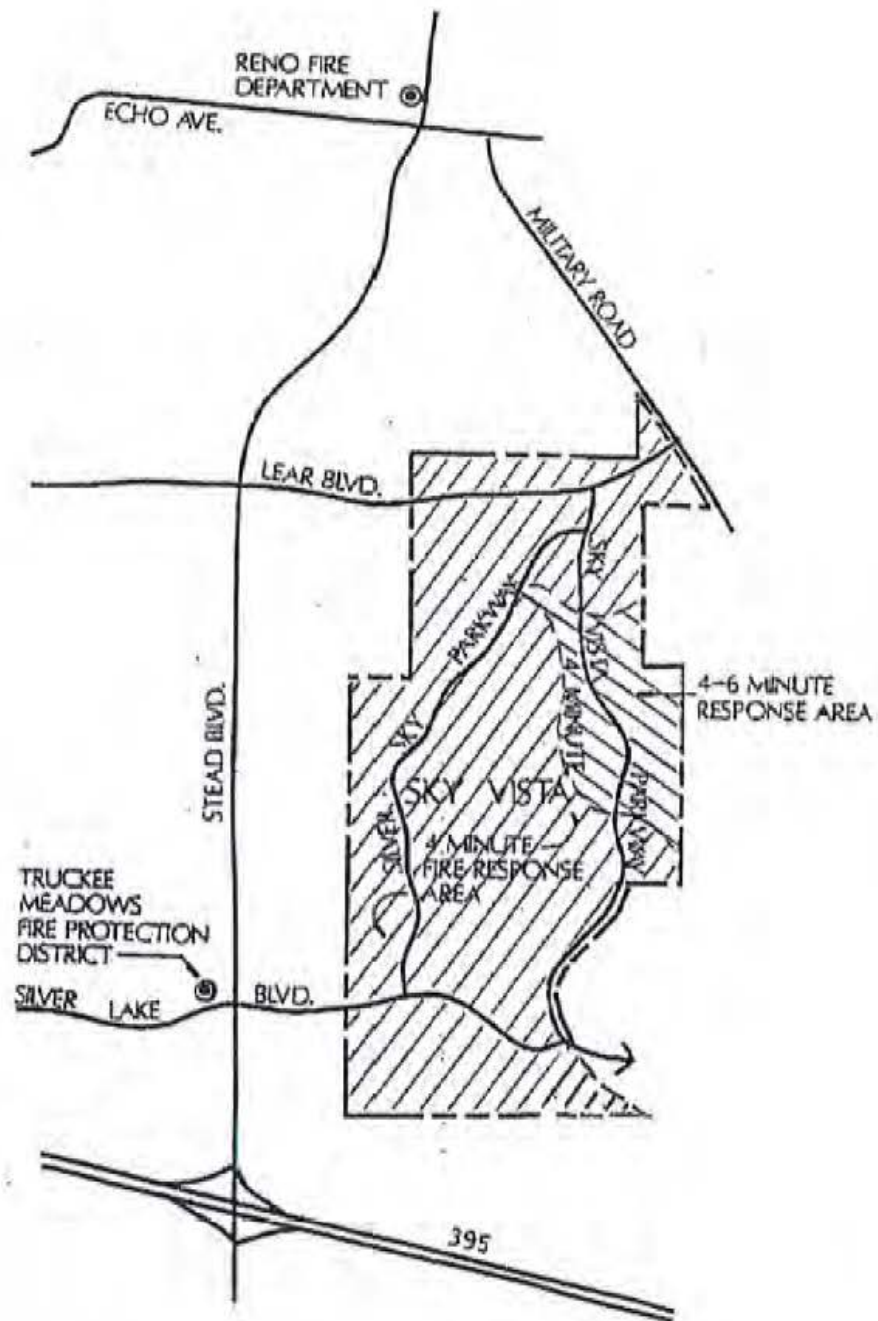 RENO FIRE
DEPARTMENT
ECHO AVE.
MILITARY ROAD
LEAR BLVD.
SKY VISTA PARKWAY
SILVER SKY PARKWAY
4 MINUTE
4-6 MINUTE
RESPONSE AREA
STEAD BLVD.
SKY VISTA
4 MINUTE
FIRE RESPONSE
AREA
TRUCKEE
MEADOWS
FIRE PROTECTION
DISTRICT
SILVER LAKE BLVD.
395